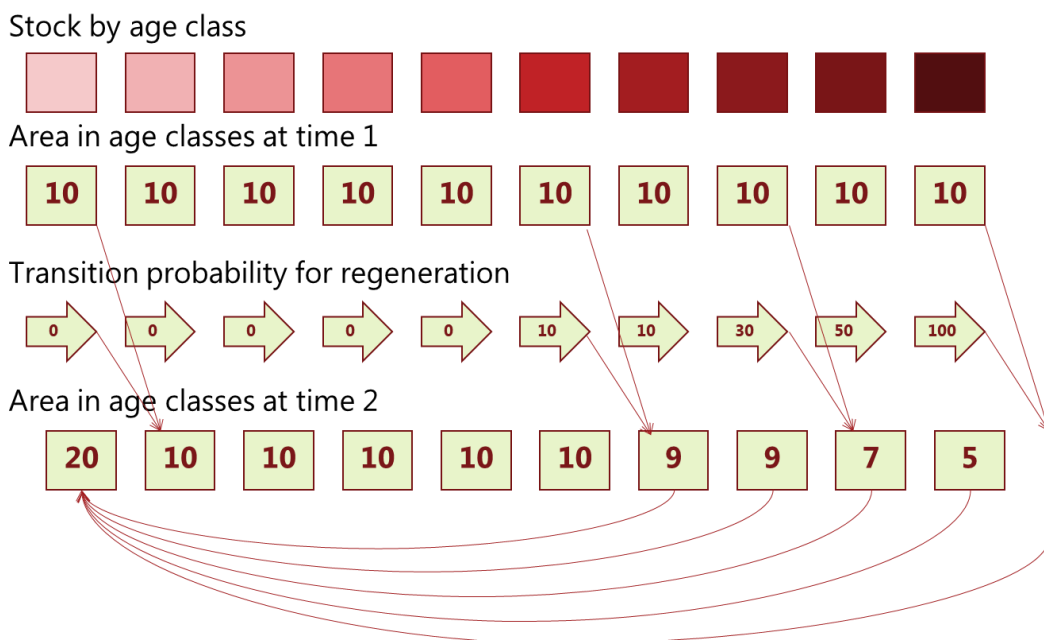 Stock by age class
Area in age classes at time 1
10 10 10 10 10 10 10 10 10 10
Transition probability for regeneration
0 0 0 0 0 10 10 30 50 100
Area in age classes at time 2
20 10 10 10 10 10 9 9 7 5